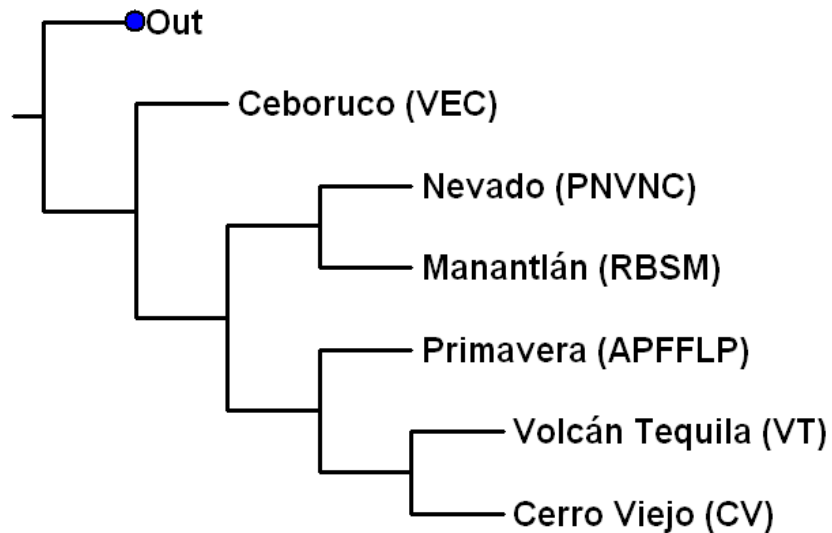 Out
Ceboruco (VEC)
Nevado (PNVNC)
Manantlán (RBSM)
Primavera (APFFLP)
Volcán Tequila (VT)
Cerro Viejo (CV)